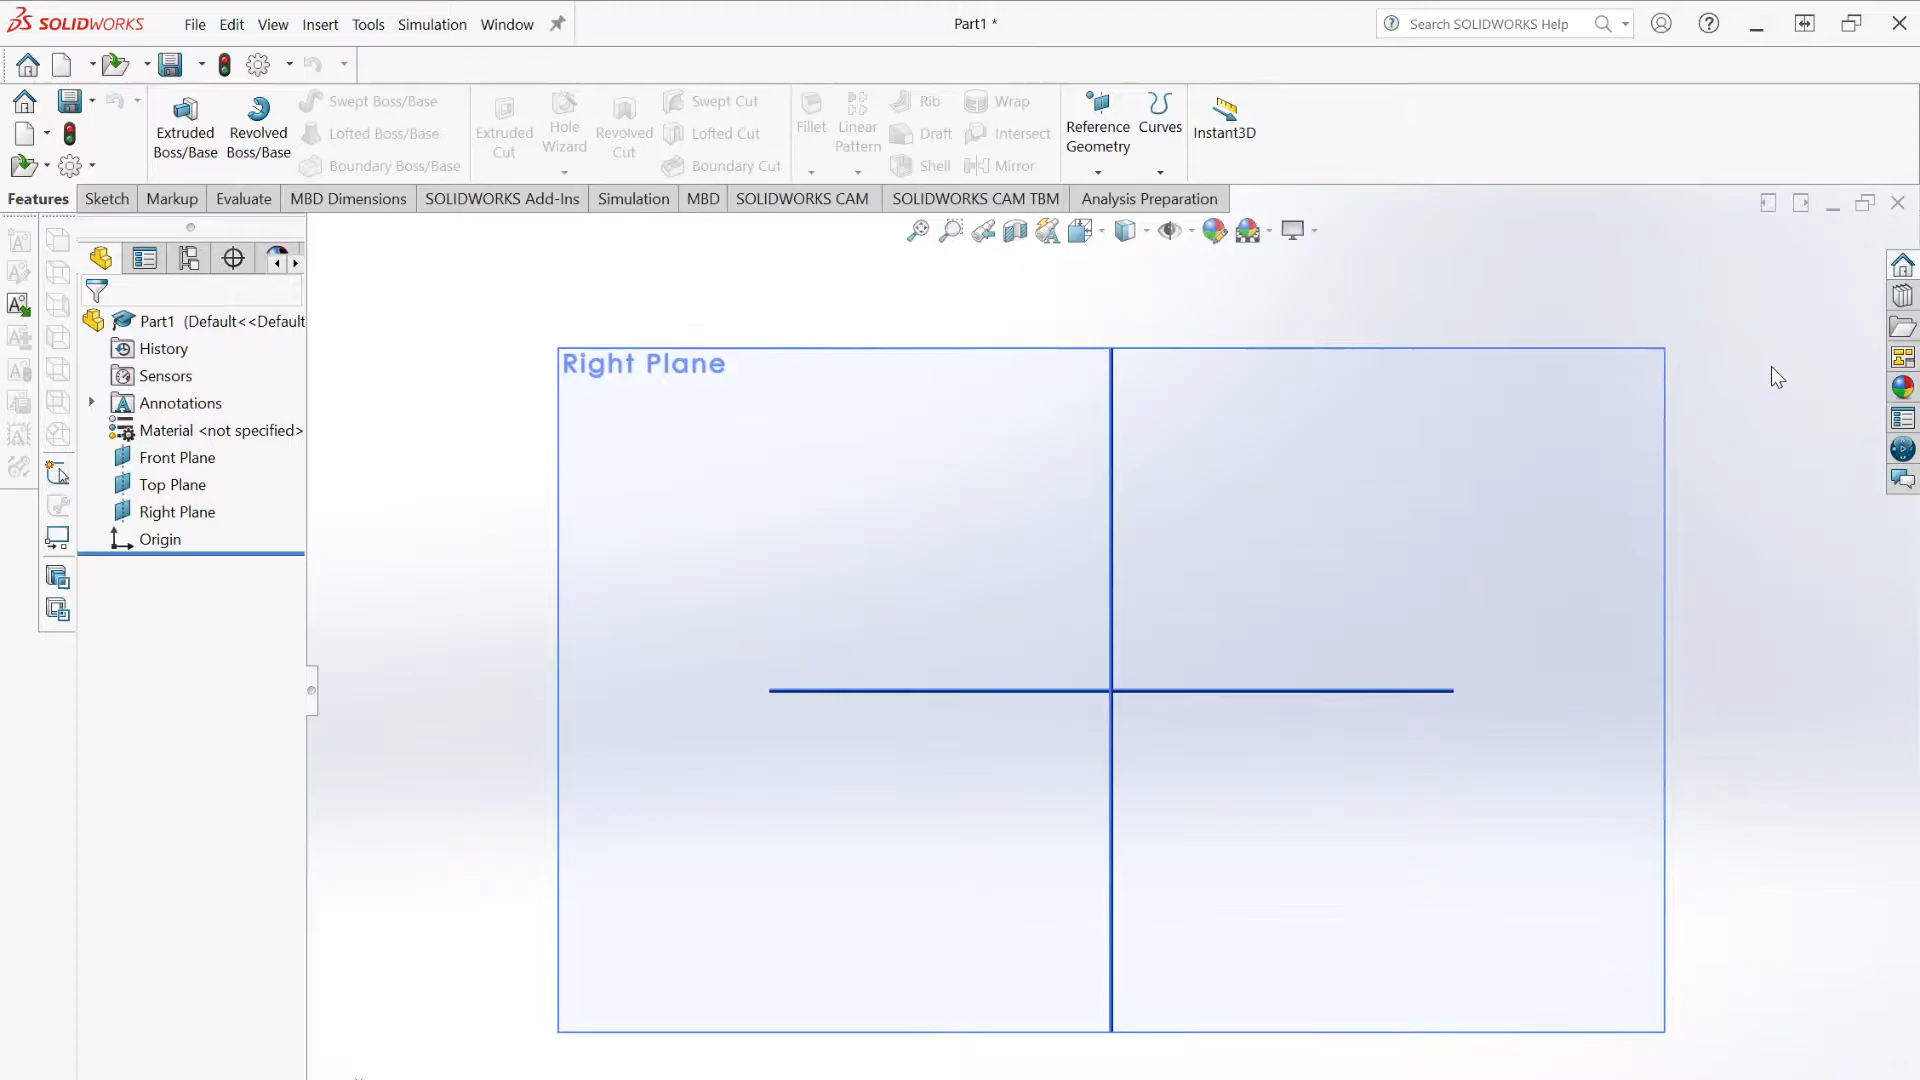 SOLIDWORKS File Edit View Insert Tools Simulation Window Part1 * Search SOLIDWORKS Help
Extruded Boss/Base
Revolved Boss/Base
Swept Boss/Base
Lofted Boss/Base
Boundary Boss/Base
Extruded Cut
Hole Wizard
Revolved Cut
Swept Cut
Lofted Cut
Boundary Cut
Fillet
Linear Pattern
Rib
Draft
Shell
Wrap
Intersect
Mirror
Reference Geometry
Curves
Instant3D
Features Sketch Markup Evaluate MBD Dimensions SOLIDWORKS Add-Ins Simulation MBD SOLIDWORKS CAM SOLIDWORKS CAM TBM Analysis Preparation
Part1 (Default<<Default
History
Sensors
Annotations
Material <not specified>
Front Plane
Top Plane
Right Plane
Origin
Right Plane